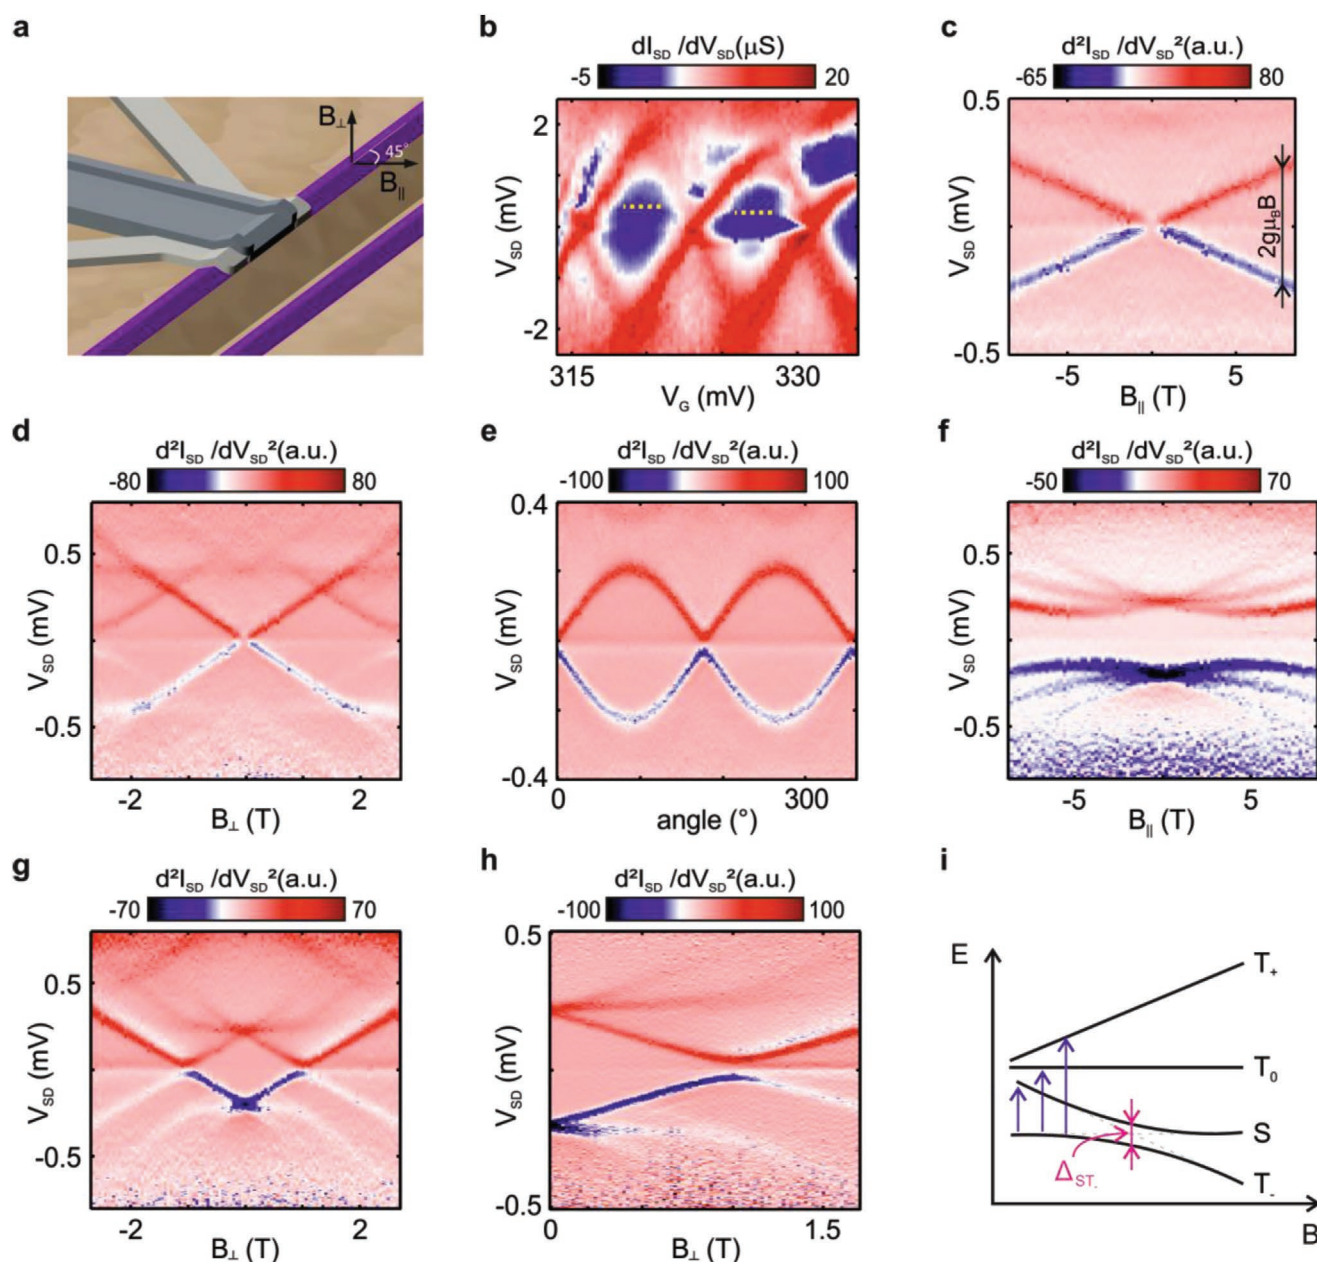 a
B⊥
45°
B||
b
dI_SD /dV_SD(μS)
-5
20
2
V_SD (mV)
-2
315
330
V_G (mV)
c
d²I_SD /dV_SD²(a.u.)
-65
80
0.5
V_SD (mV)
2gμ_BB
-0.5
-5
5
B|| (T)
d
d²I_SD /dV_SD²(a.u.)
-80
80
0.5
V_SD (mV)
-0.5
-2
2
B⊥ (T)
e
d²I_SD /dV_SD²(a.u.)
-100
100
0.4
V_SD (mV)
-0.4
0
300
angle (°)
f
d²I_SD /dV_SD²(a.u.)
-50
70
0.5
V_SD (mV)
-0.5
-5
5
B|| (T)
g
d²I_SD /dV_SD²(a.u.)
-70
70
0.5
V_SD (mV)
-0.5
-2
2
B⊥ (T)
h
d²I_SD /dV_SD²(a.u.)
-100
100
0.5
V_SD (mV)
-0.5
0
1.5
B⊥ (T)
i
E
T₊
T₀
S
Δ_ST₋
T₋
B